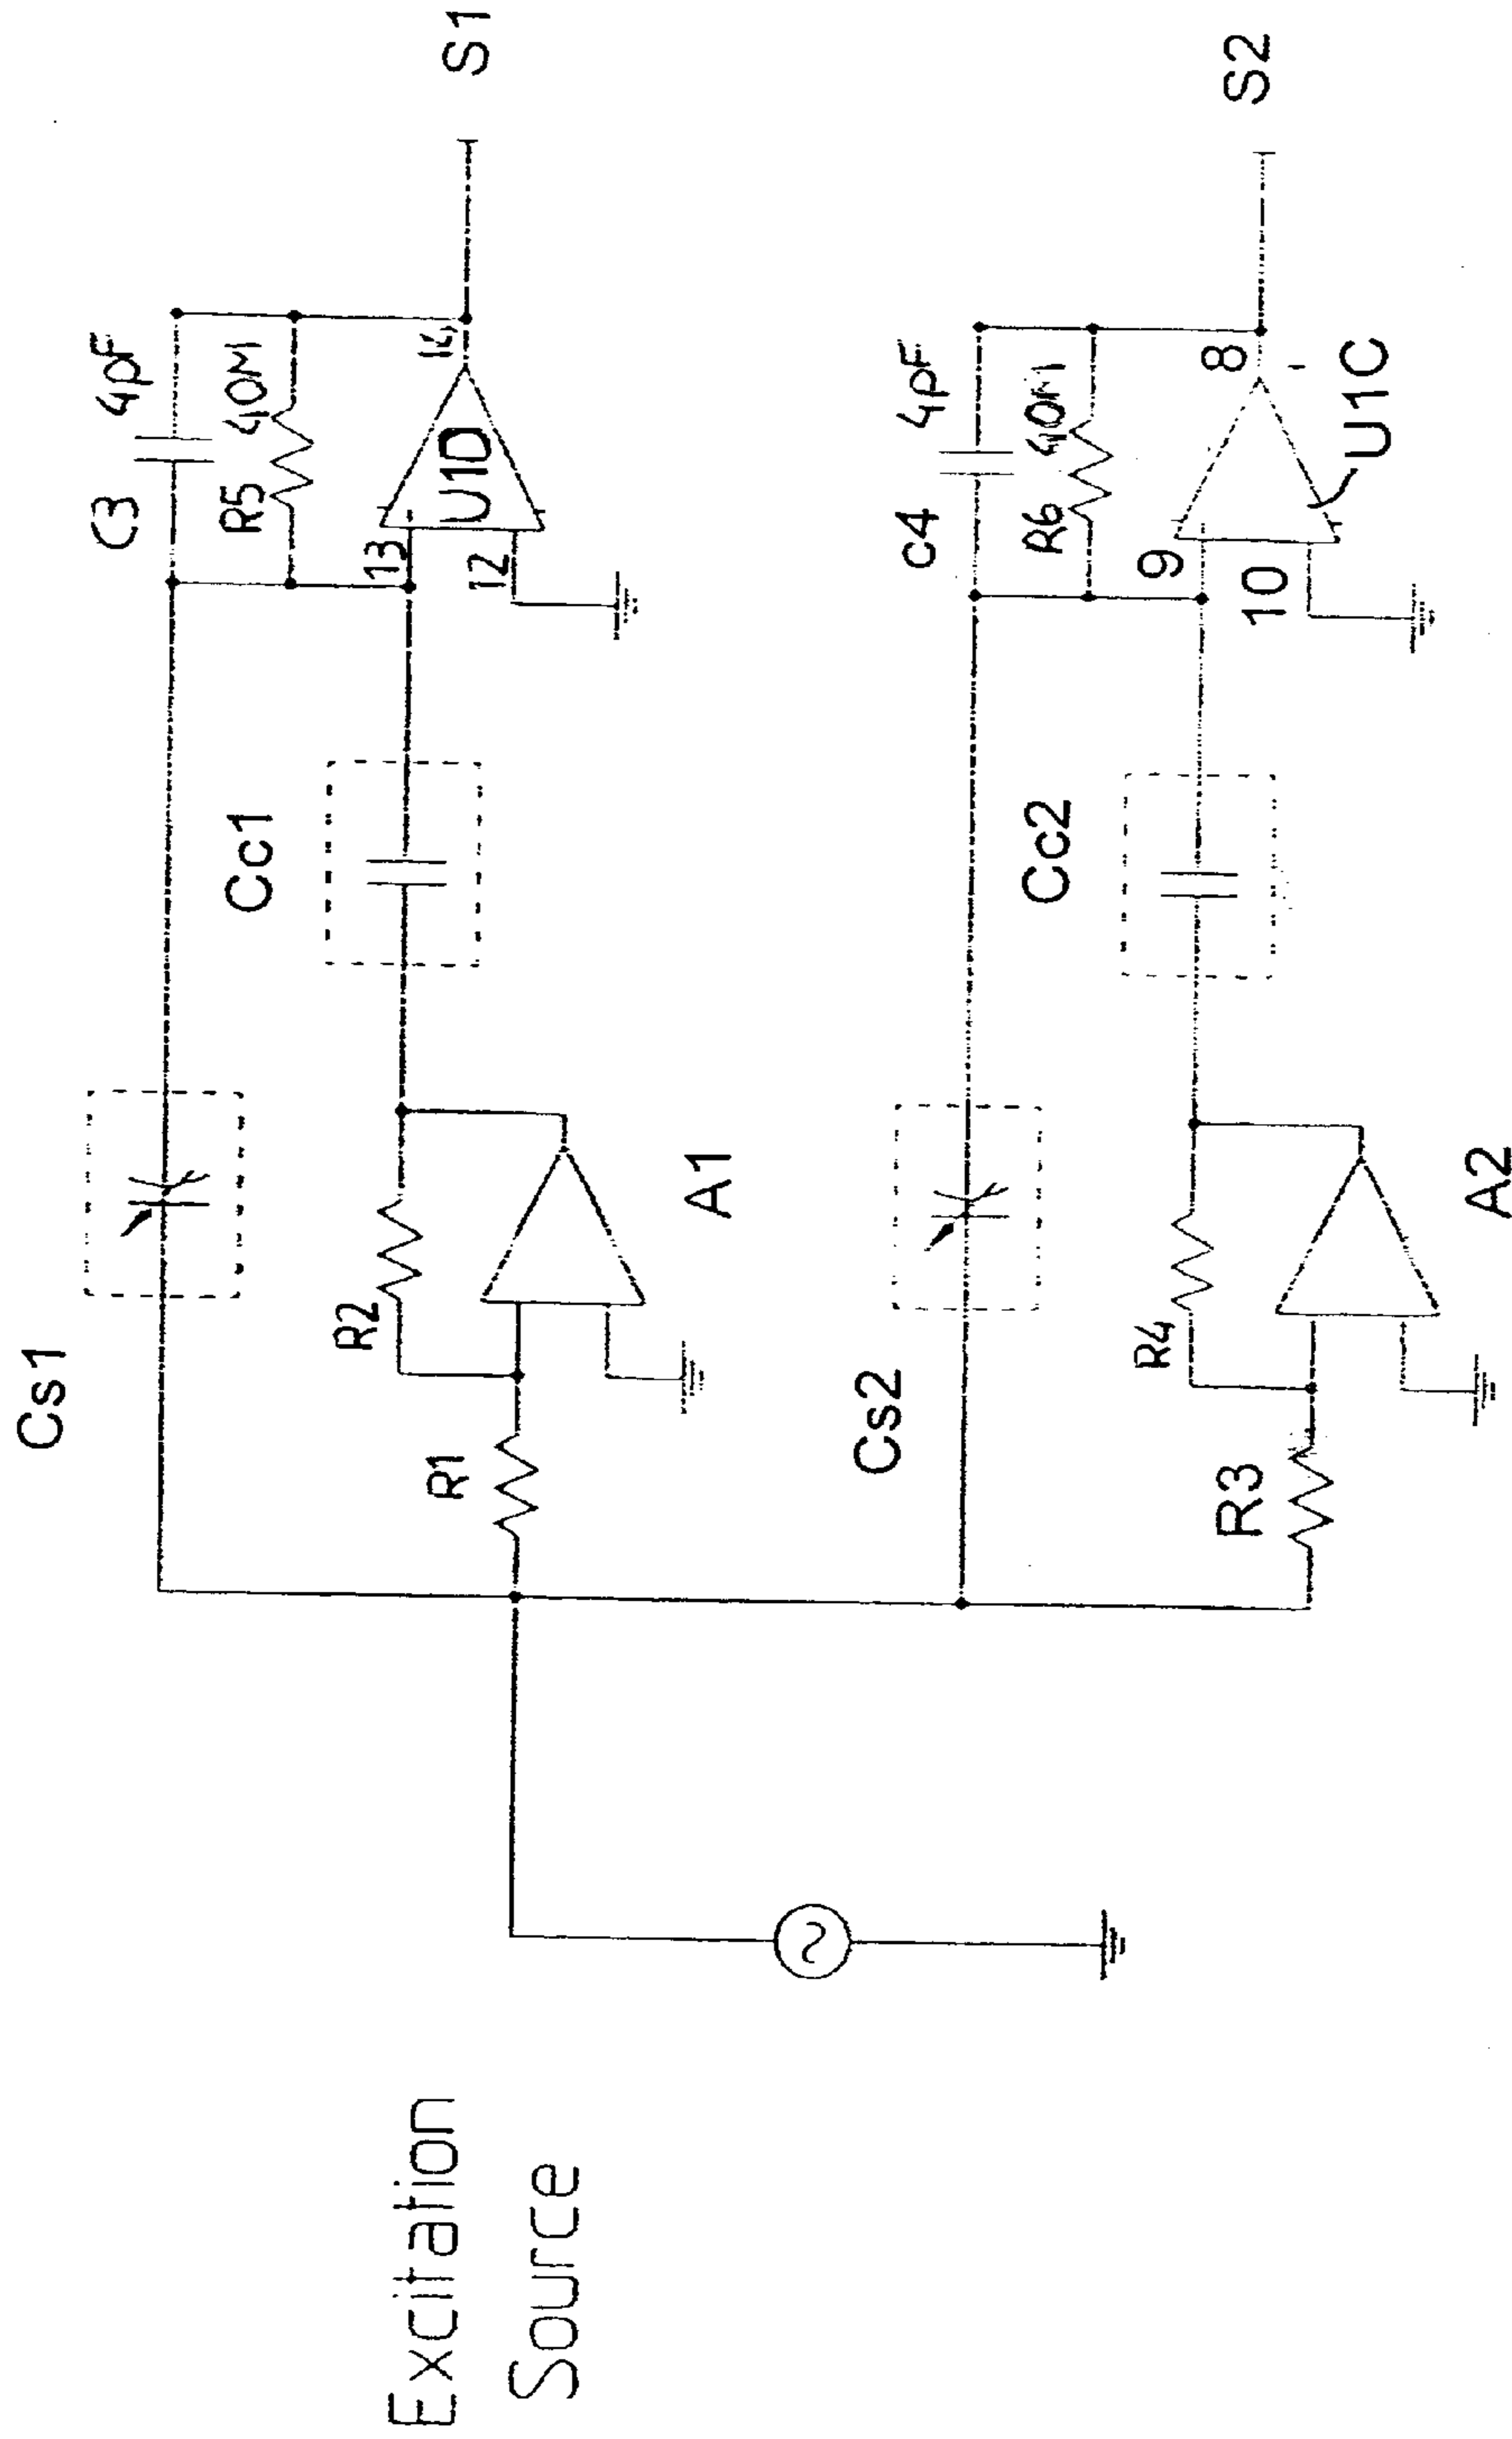 Cs1
C3
4pF
R5
40M
S1
Cc1
13
U1D
14
12
R2
R1
A1
Excitation
Source
Cs2
c4
4pF
R6
40M
S2
Cc2
9
8
10
U1C
R4
R3
A2